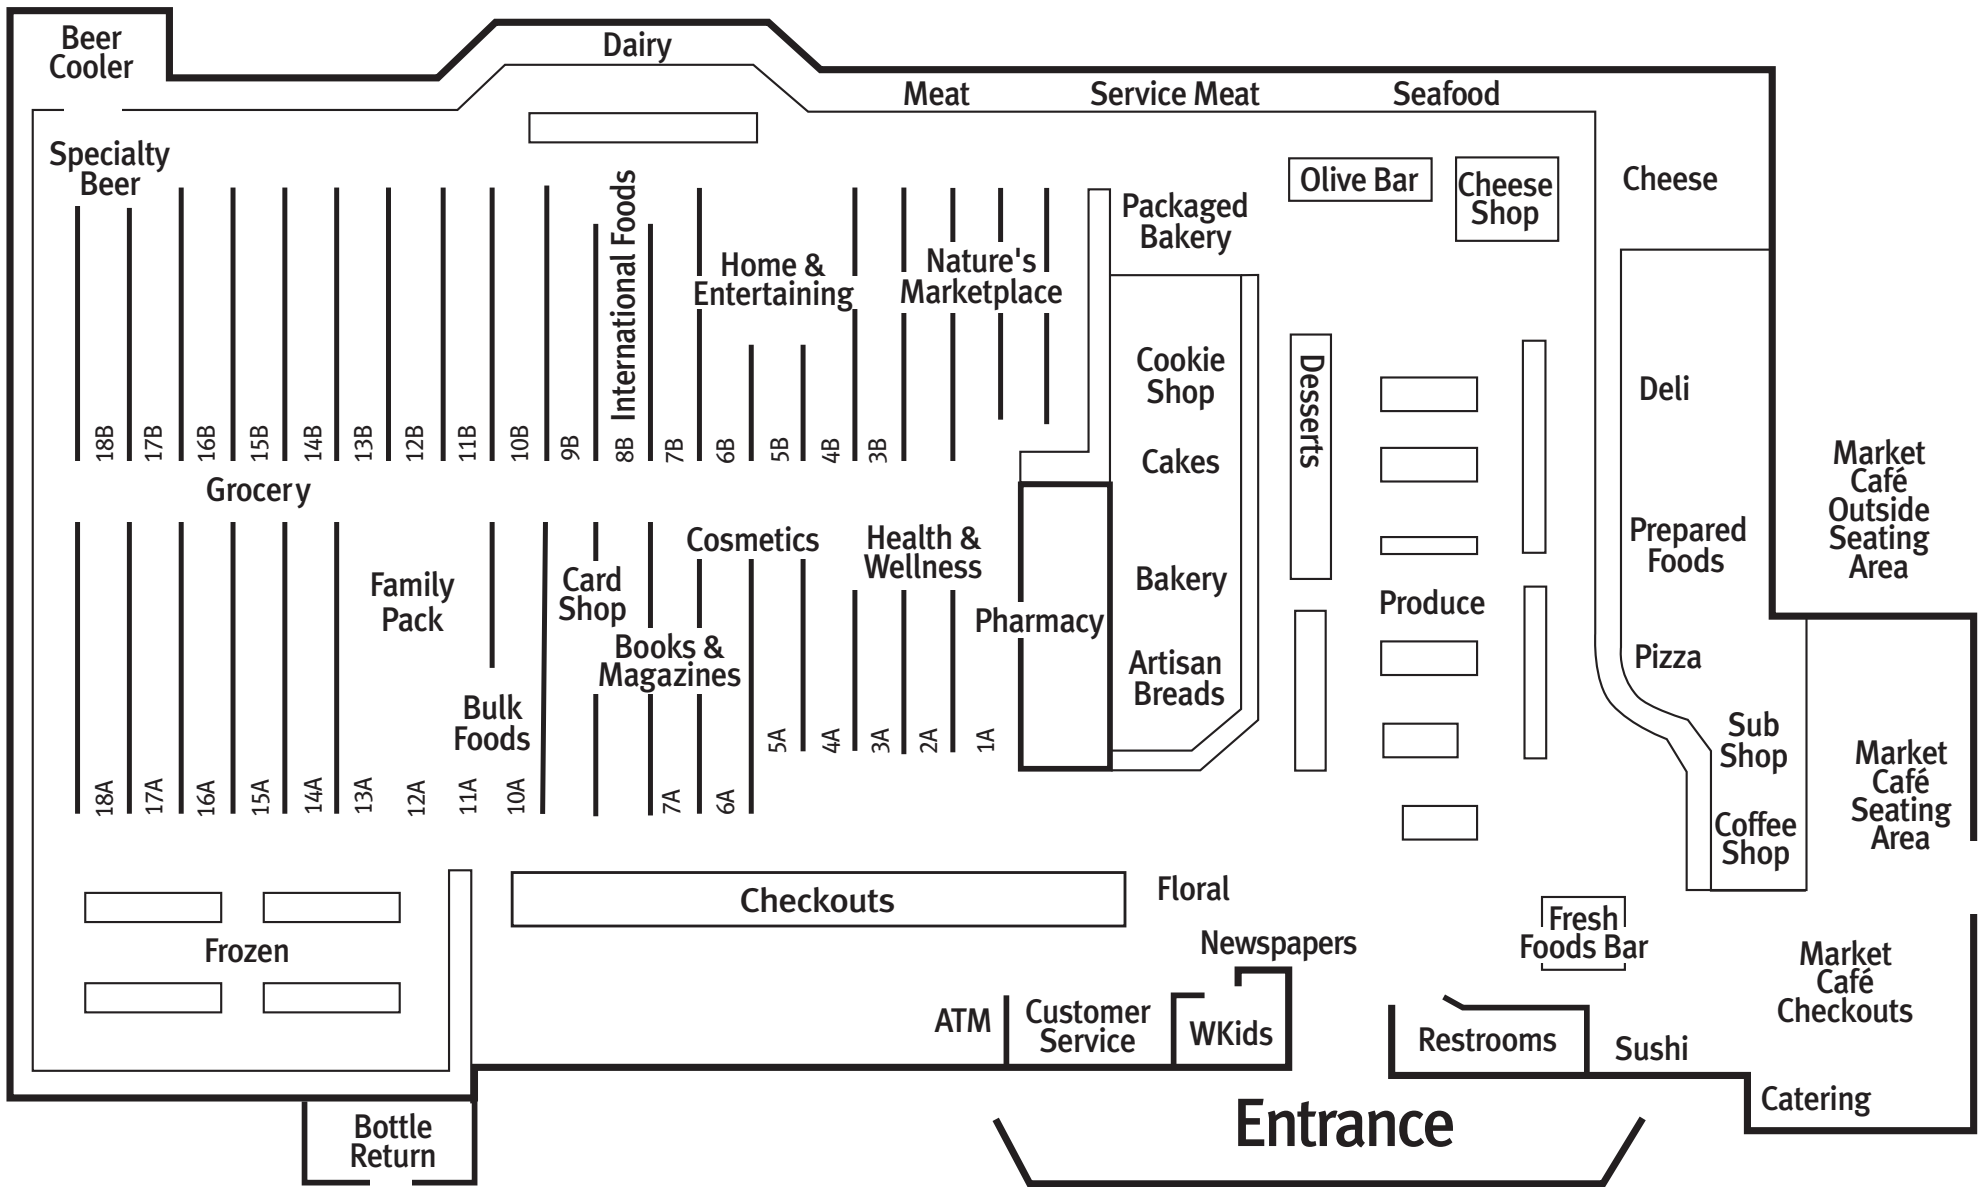 Beer
Cooler
Dairy
Meat
Service Meat
Seafood
Specialty
Beer
International Foods
Packaged
Bakery
Olive Bar
Cheese
Shop
Cheese
Home &
Entertaining
Nature's
Marketplace
Cookie
Shop
Desserts
Deli
18B
17B
16B
15B
14B
13B
12B
11B
10B
9B
8B
7B
6B
5B
4B
3B
Cakes
Market
Café
Outside
Seating
Area
Grocery
Cosmetics
Health &
Wellness
Prepared
Foods
Family
Pack
Card
Shop
Bakery
Produce
Pharmacy
Books &
Magazines
Artisan
Breads
Pizza
Bulk
Foods
Sub
Shop
5A
4A
3A
2A
1A
Market
Café
Seating
Area
18A
17A
16A
15A
14A
13A
12A
11A
10A
7A
6A
Coffee
Shop
Checkouts
Floral
Frozen
Newspapers
Fresh
Foods Bar
Market
Café
Checkouts
ATM
Customer
Service
WKids
Restrooms
Sushi
Catering
Bottle
Return
Entrance